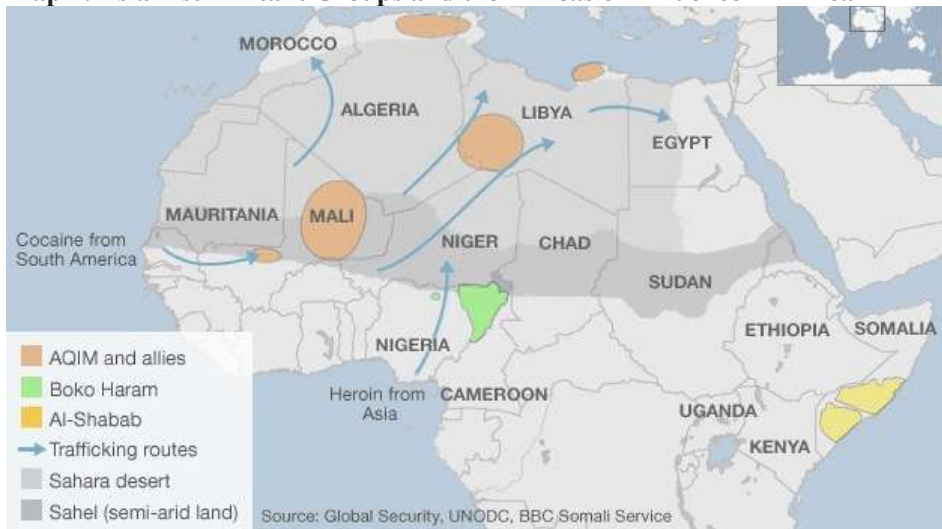 MOROCCO
ALGERIA
LIBYA
EGYPT
MAURITANIA
MALI
NIGER
CHAD
SUDAN
Cocaine from
South America
NIGERIA
ETHIOPIA
SOMALIA
Heroin from
Asia
CAMEROON
UGANDA
KENYA
AQIM and allies
Boko Haram
Al-Shabab
Trafficking routes
Sahara desert
Sahel (semi-arid land)
Source: Global Security, UNODC, BBC Somali Service